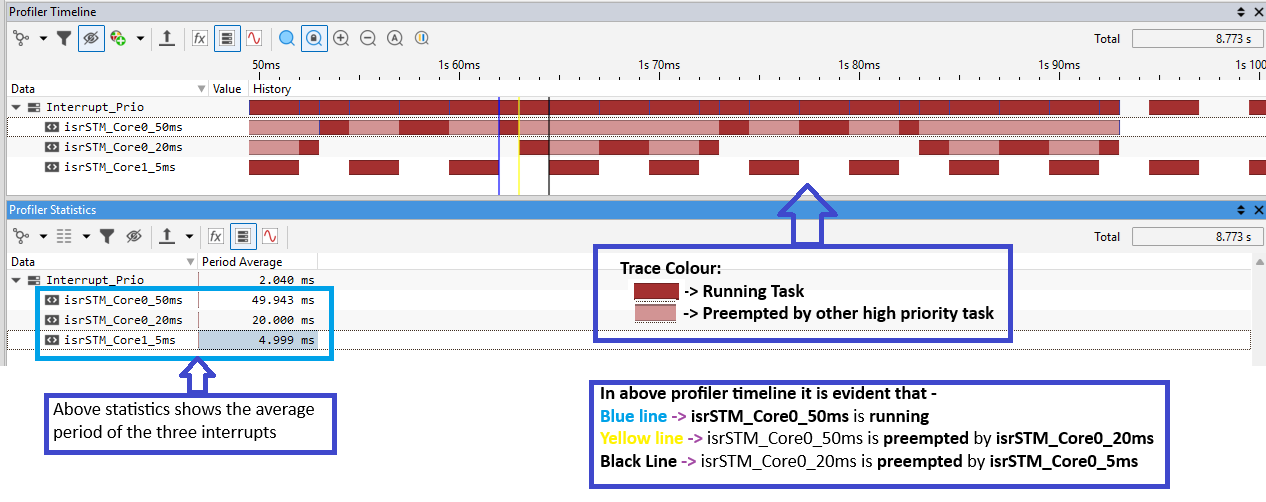 Profiler Timeline
fx
A
Total
8.773 s
50ms
1s 60ms
1s 70ms
1s 80ms
1s 90ms
1s 100
Data
Value
History
Interrupt_Prio
isrSTM_Core0_50ms
isrSTM_Core0_20ms
isrSTM_Core1_5ms
Profiler Statistics
fx
Total
8.773 s
Data
Period Average
Interrupt_Prio 2.040 ms
isrSTM_Core0_50ms 49.943 ms
isrSTM_Core0_20ms 20.000 ms
isrSTM_Core1_5ms 4.999 ms
Trace Colour:
-> Running Task
-> Preempted by other high priority task
Above statistics shows the average
period of the three interrupts
In above profiler timeline it is evident that -
Blue line -> isrSTM_Core0_50ms is running
Yellow line -> isrSTM_Core0_50ms is preempted by isrSTM_Core0_20ms
Black Line -> isrSTM_Core0_20ms is preempted by isrSTM_Core0_5ms